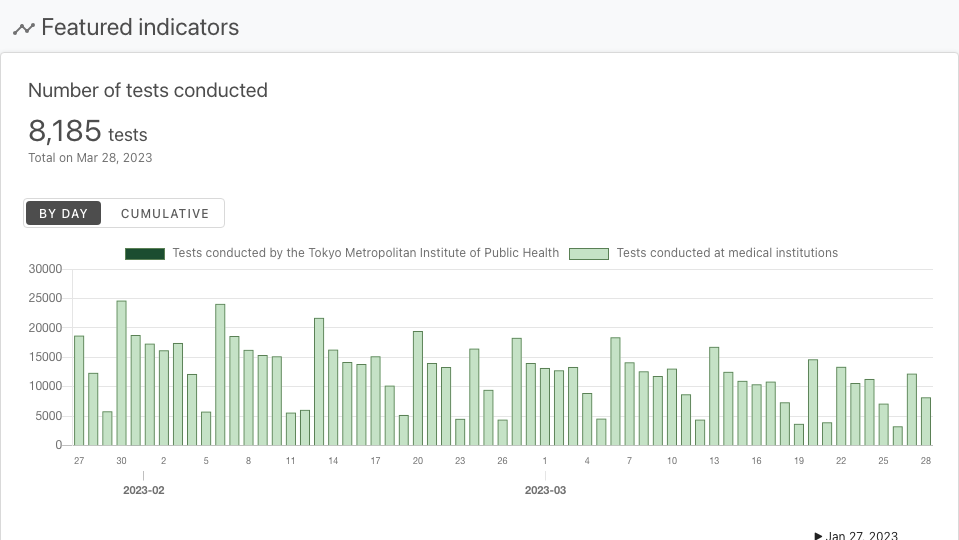 Featured indicators
Number of tests conducted
8,185 tests
Total on Mar 28, 2023
BY DAY CUMULATIVE
Tests conducted by the Tokyo Metropolitan Institute of Public Health Tests conducted at medical institutions
30000
25000
20000
15000
10000
5000
0
27 30 2 5 8 11 14 17 20 23 26 1 4 7 10 13 16 19 22 25 28
2023-02 2023-03
Jan 27, 2023